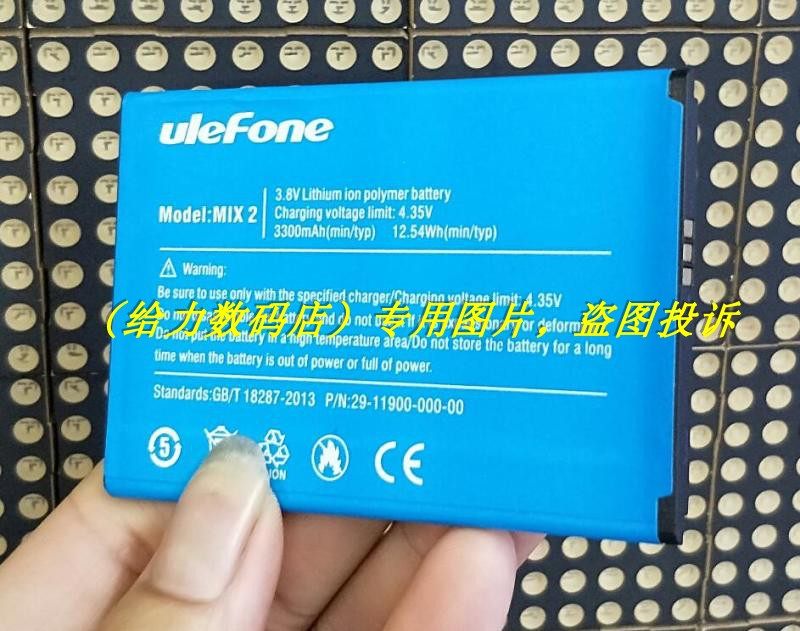 uleFone
Model:MIX 2
3.8V Lithium ion polymer battery
Charging voltage limit: 4.35V
3300mAh(min/typ) 12.54Wh(min/typ)
Warning:
Be sure to use only with the specified charger/Charging voltage limit: 4.35V
（给力数码店）专用图片，盗图投诉
Do not put the battery in a high temperature area/Do not store the battery for a long
time when the battery is out of power or full of power.
Standards:GB/T 18287-2013 P/N:29-11900-000-00
5
CE